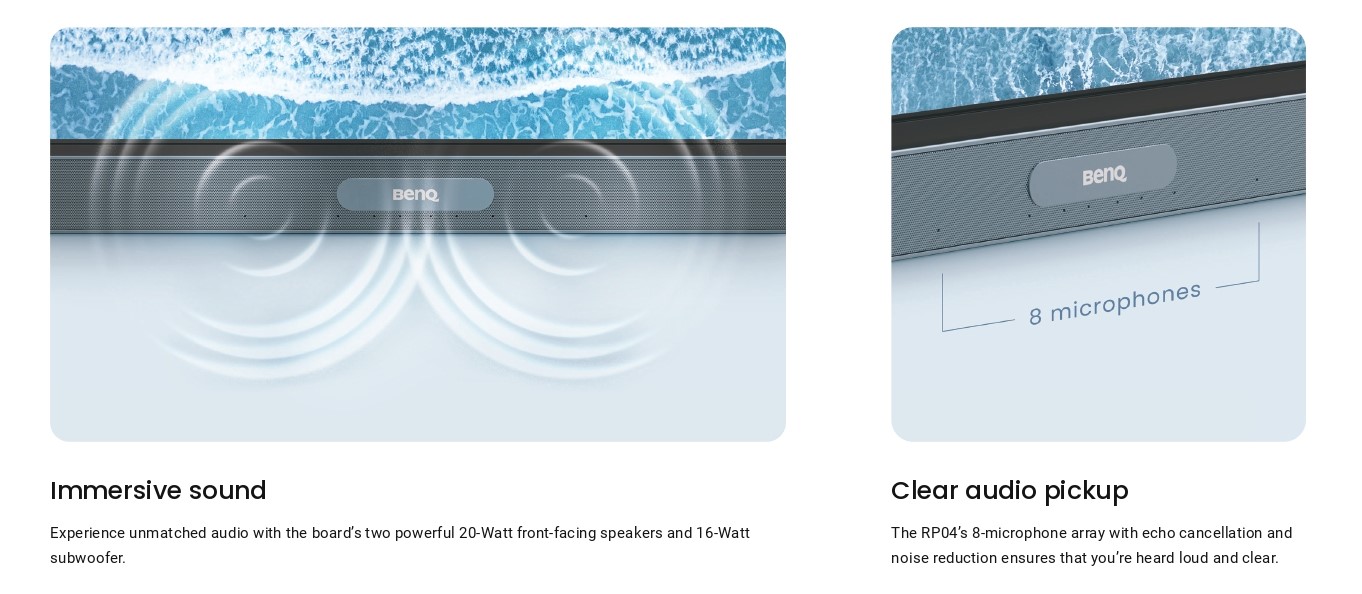 BenQ
BenQ
8 microphones
Immersive sound
Experience unmatched audio with the board’s two powerful 20-Watt front-facing speakers and 16-Watt
subwoofer.
Clear audio pickup
The RP04’s 8-microphone array with echo cancellation and
noise reduction ensures that you’re heard loud and clear.